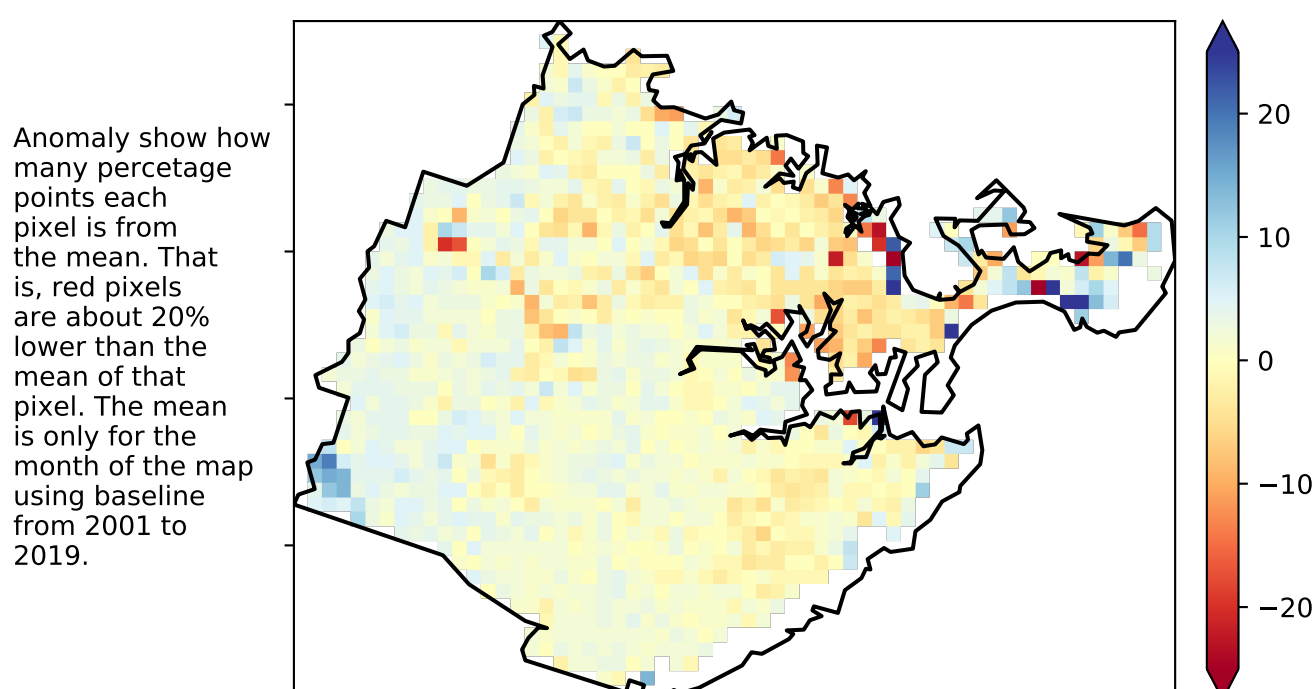 Anomaly show how
many percetage
points each
pixel is from
the mean. That
is, red pixels
are about 20%
lower than the
mean of that
pixel. The mean
is only for the
month of the map
using baseline
from 2001 to
2019.
20
10
0
−10
−20